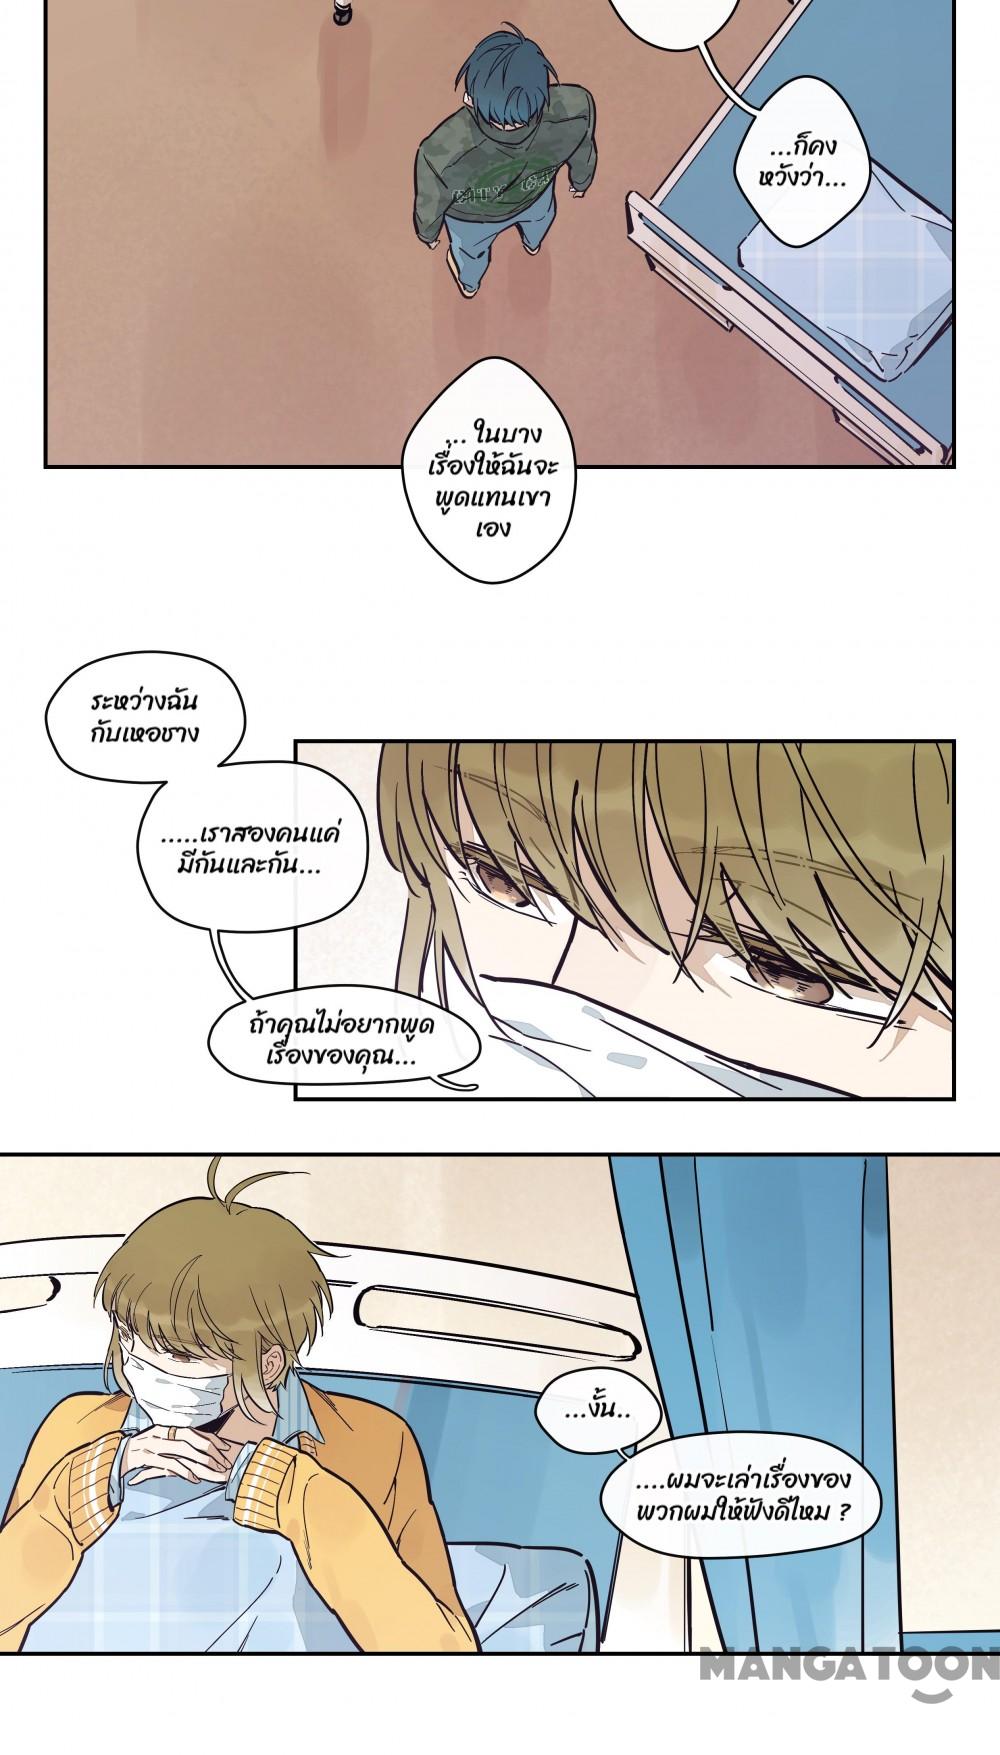 ...ก็คง
หวังว่า...
CITY CA
... ในบาง
เรื่องให้ฉันจะ
พูดแทนเขา
เอง
ระหว่างฉัน
กับเหอชาง
.....เราสองคนแค่
มีกันและกัน...
ถ้าคุณไม่อยากพูด
เรื่องของคุณ...
...งั้น..
....ผมจะเล่าเรื่องของ
พวกผมให้ฟังดีไหม ?
MANGATOON